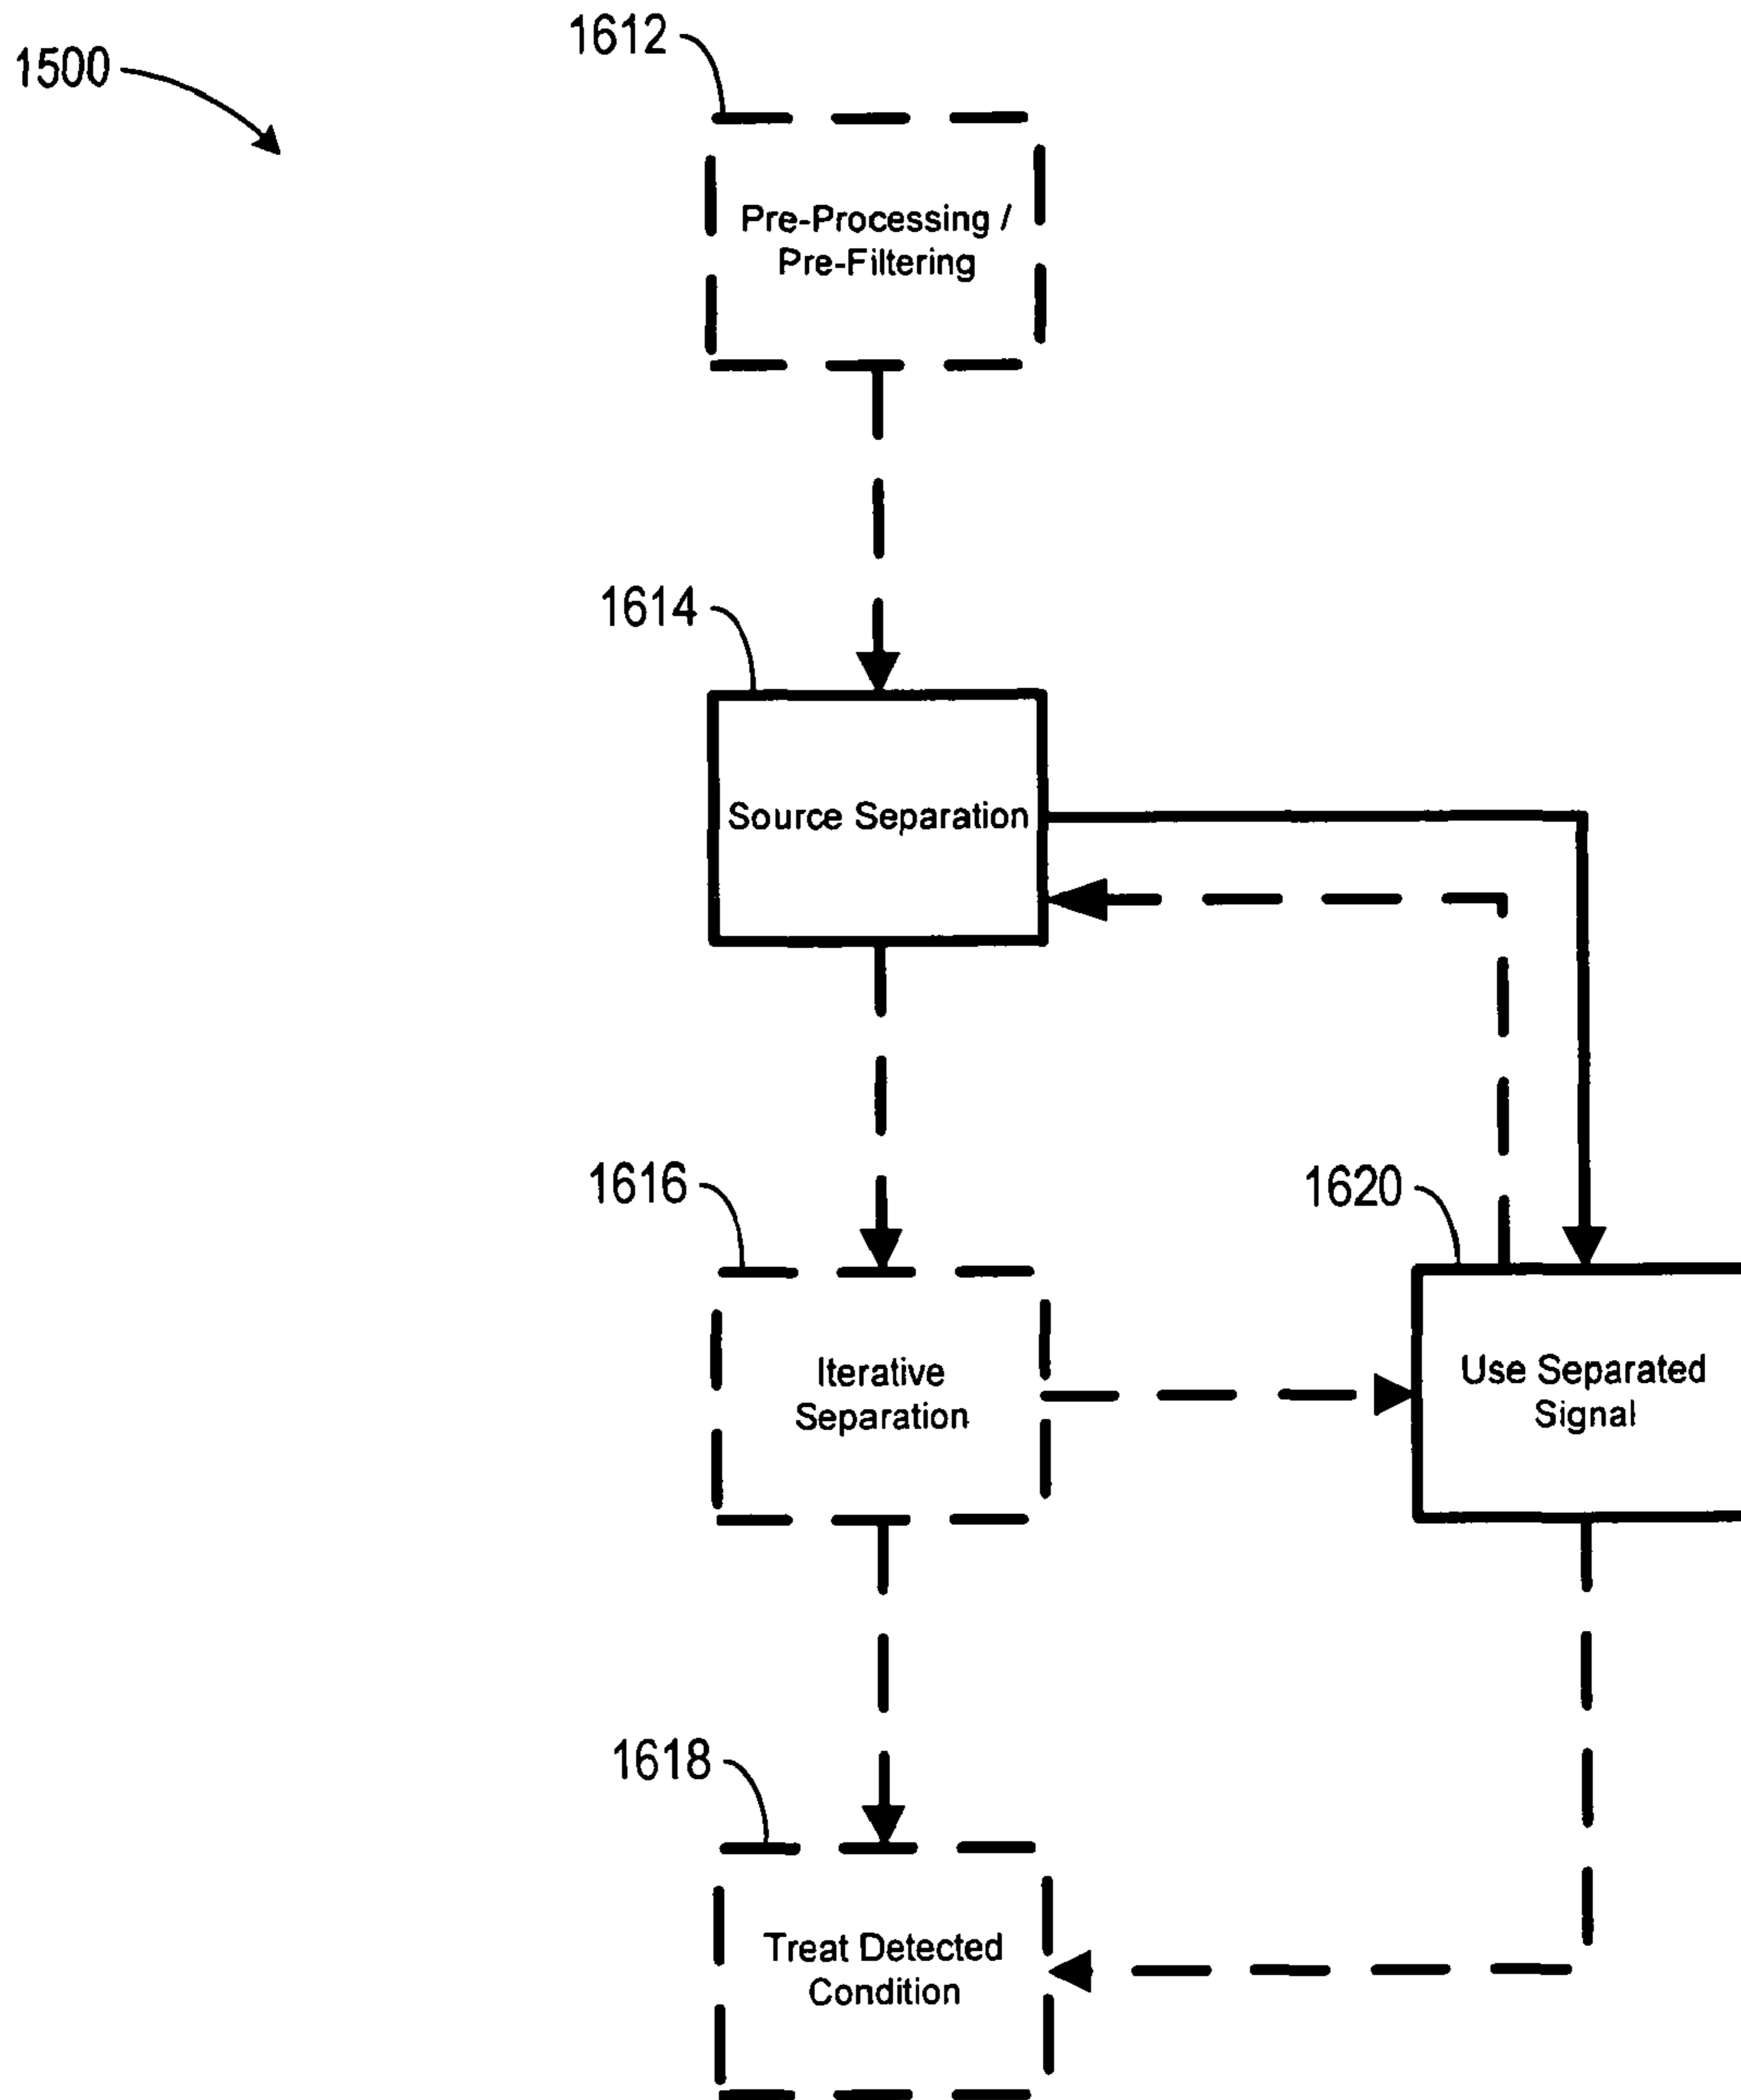 1500
1612
Pre-Processing /
Pre-Filtering
1614
Source Separation
1616
Iterative
Separation
1620
Use Separated
Signal
1618
Treat Detected
Condition